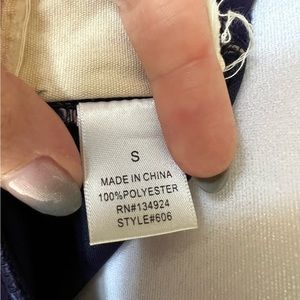 S
MADE IN CHINA
100%POLYESTER
RN#134924
STYLE#606